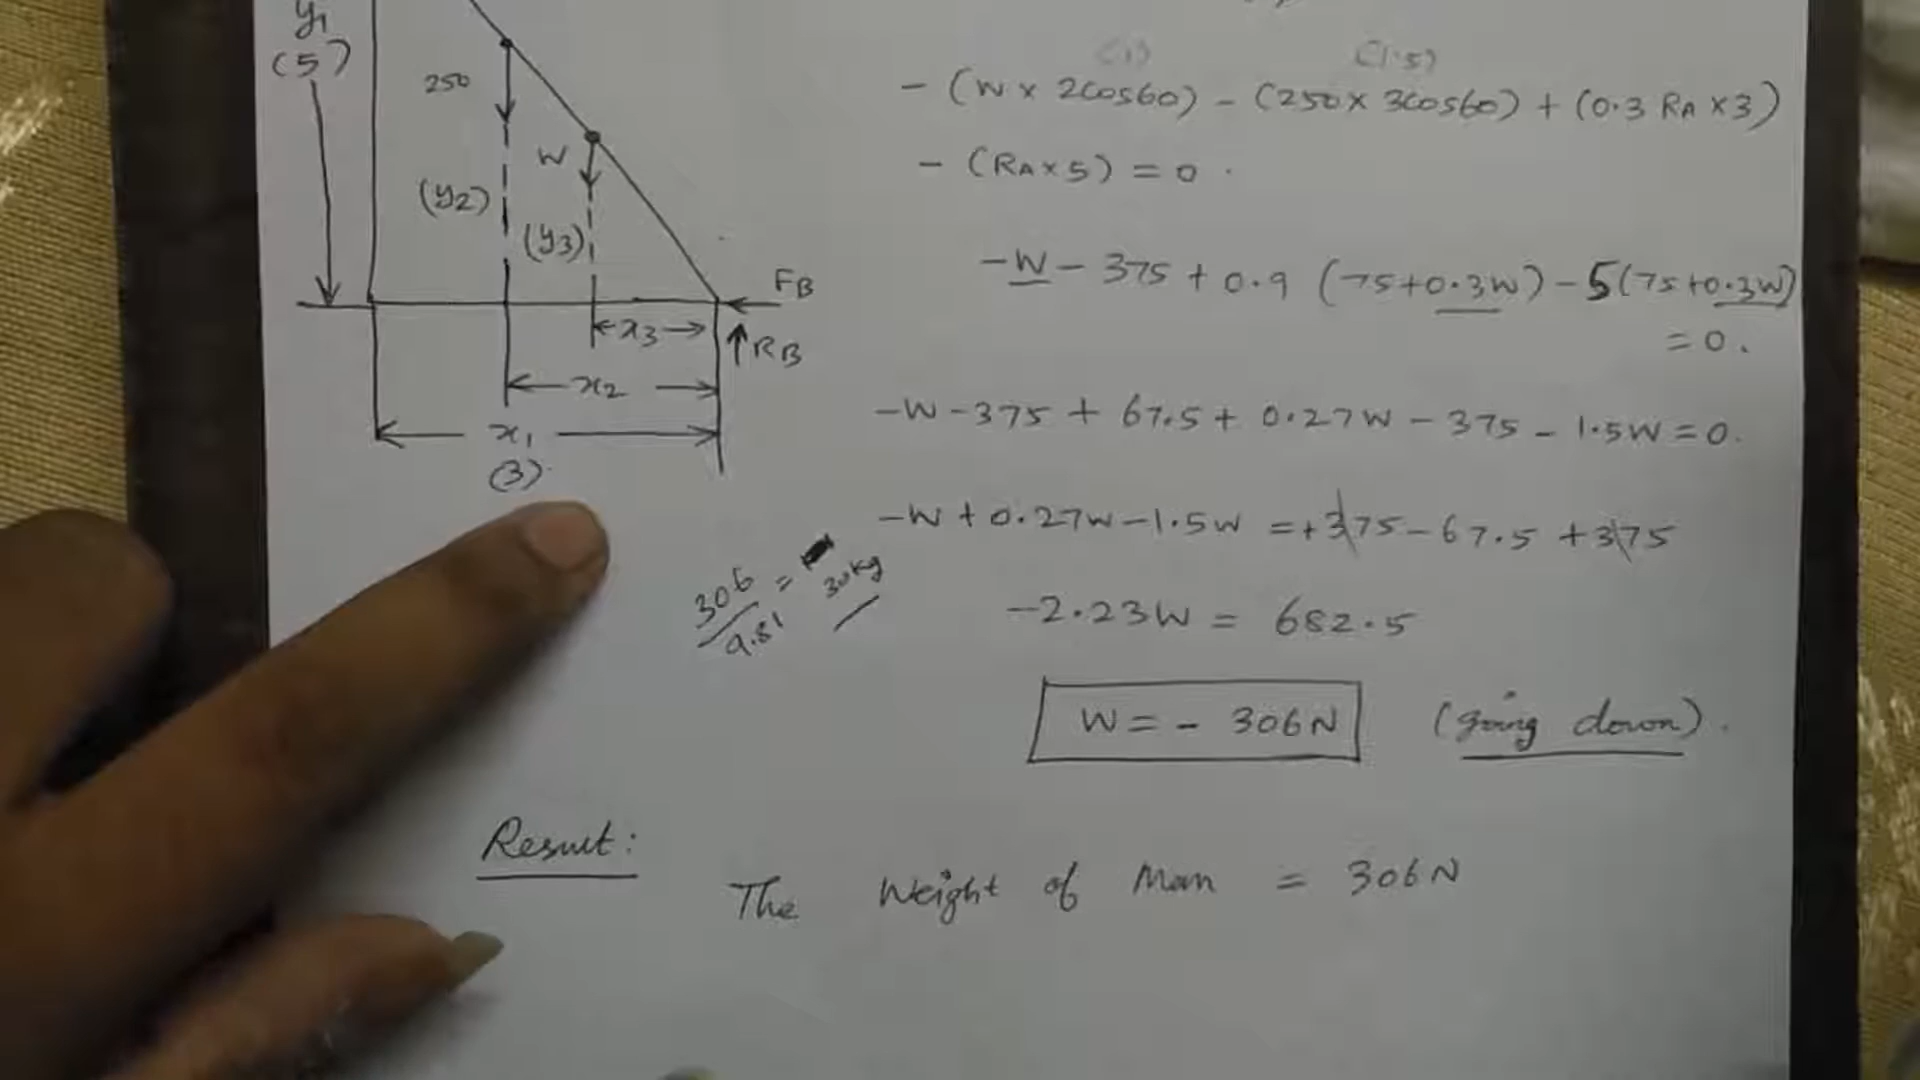 y1
(5)
250
W
(y2)
(y3)
FB
x3
RB
x2
x1
(3)
(1) (1.5)
- (W x 2cos60) - (250 x 3cos60) + (0.3 RA x 3)
- (RA x 5) = 0.
-W - 375 + 0.9 (75+0.3W) - 5(75+0.3W)
= 0.
-W - 375 + 67.5 + 0.27W - 375 - 1.5W = 0.
-W + 0.27W - 1.5W = +375 - 67.5 + 375
306/9.81 = 30kg
-2.23W = 682.5
W = - 306N (going down).
Result:
The Weight of Man = 306N